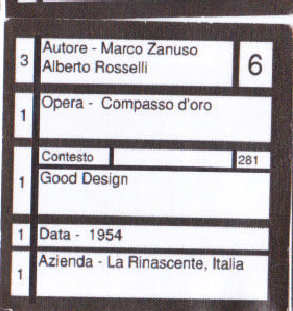 3 Autore - Marco Zanuso 6
Alberto Rosselli
1 Opera - Compasso d'oro
Contesto 281
1 Good Design
1 Data - 1954
1 Azienda - La Rinascente, Italia